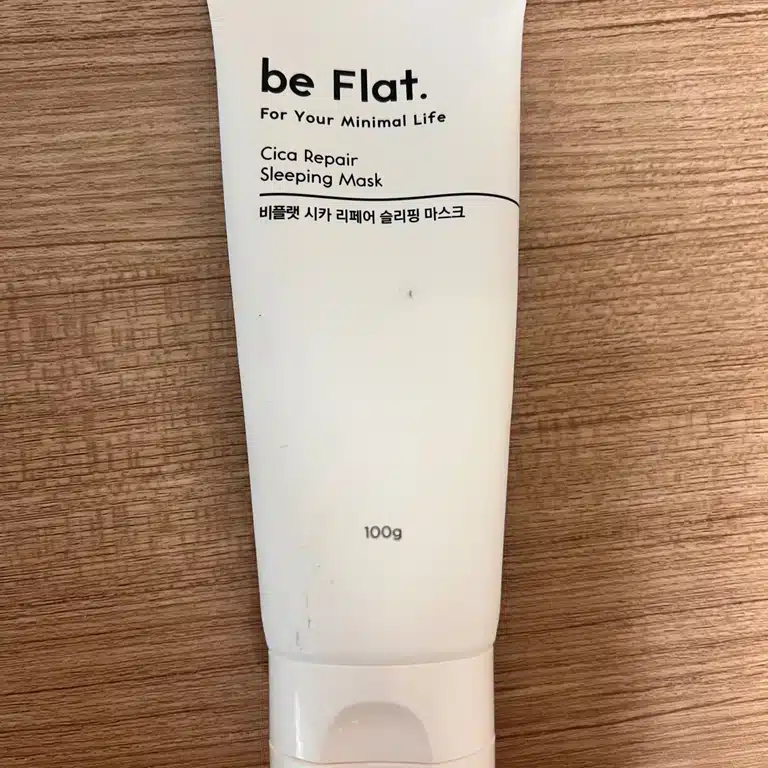 be Flat.
For Your Minimal Life
Cica Repair
Sleeping Mask
비플랫 시카 리페어 슬리핑 마스크
100g